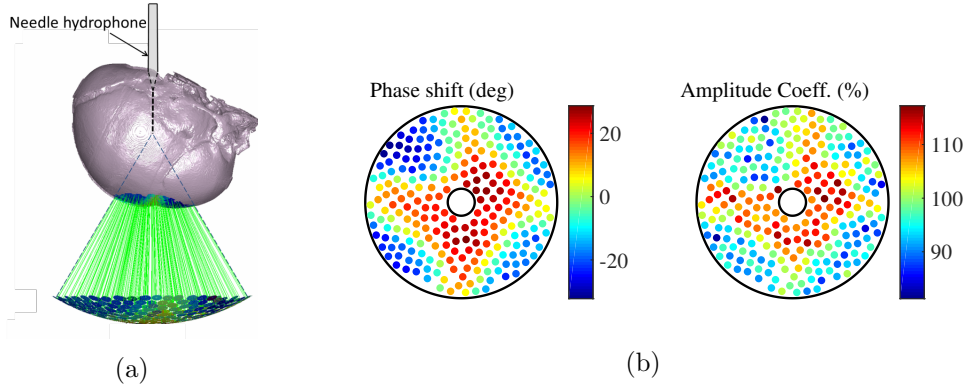 Needle hydrophone
(a)
Phase shift (deg)
20
0
-20
Amplitude Coeff. (%)
110
100
90
(b)